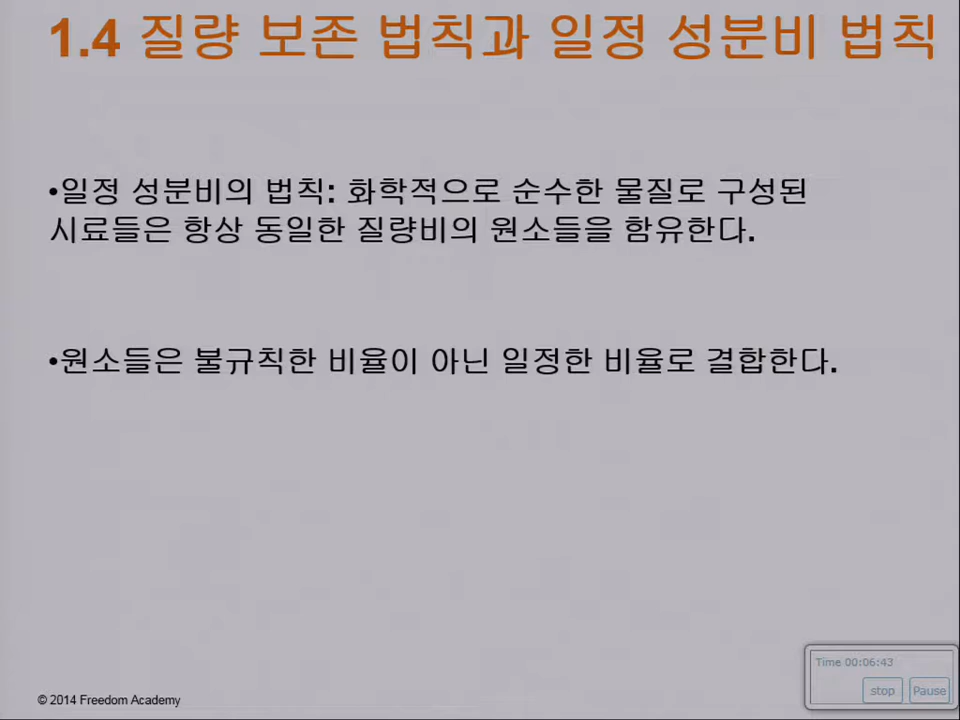 1.4 질량 보존 법칙과 일정 성분비 법칙
•일정 성분비의 법칙: 화학적으로 순수한 물질로 구성된
시료들은 항상 동일한 질량비의 원소들을 함유한다.
•원소들은 불규칙한 비율이 아닌 일정한 비율로 결합한다.
Time 00:06:43
stop Pause
© 2014 Freedom Academy